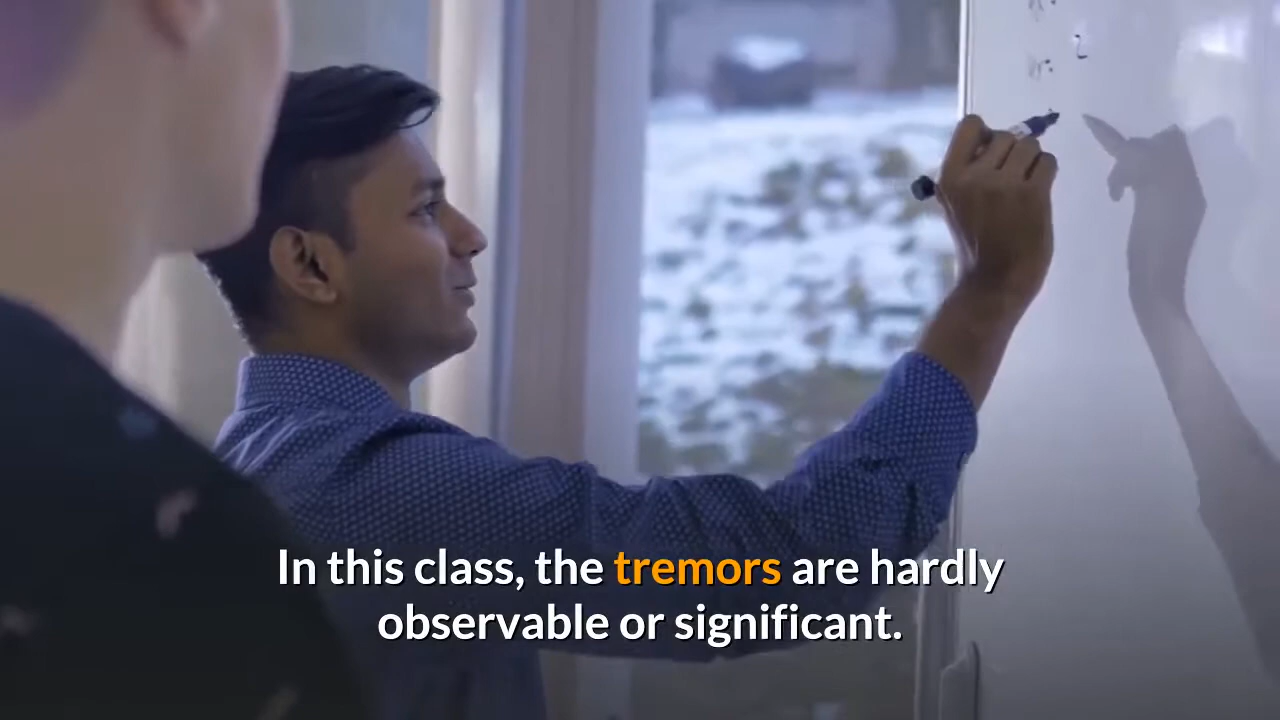 In this class, the tremors are hardly
observable or significant.